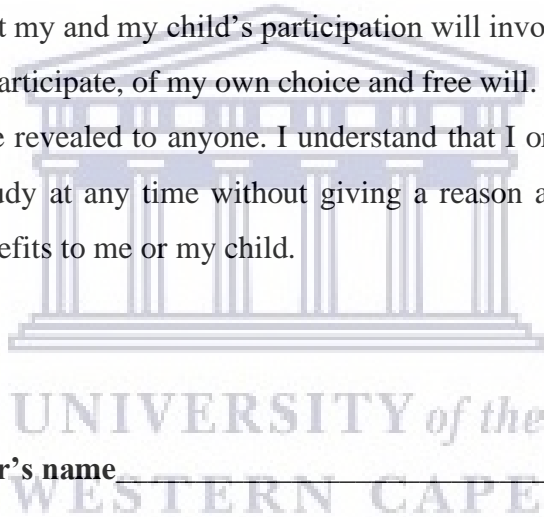 t my and my child’s participation will invo
articipate, of my own choice and free will.
e revealed to anyone. I understand that I or
udy at any time without giving a reason a
efits to me or my child.
UNIVERSITY of the
r’s name
WESTERN CAPE